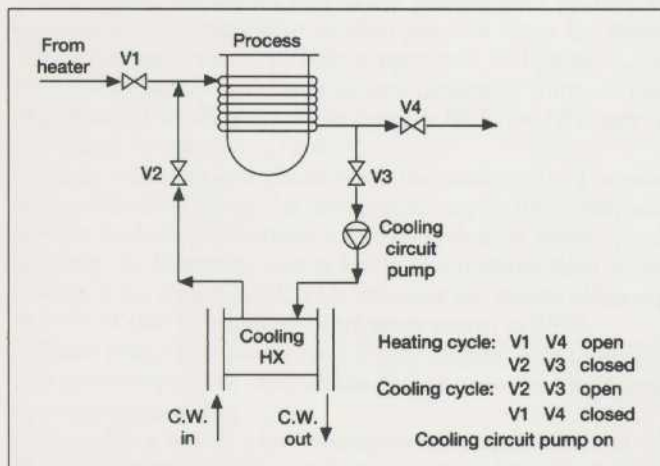 Process
From
heater
V1
V4
V2
V3
Cooling
circuit
pump
Cooling
HX
C.W.
in
C.W.
out
Heating cycle: V1 V4 open
V2 V3 closed
Cooling cycle: V2 V3 open
V1 V4 closed
Cooling circuit pump on